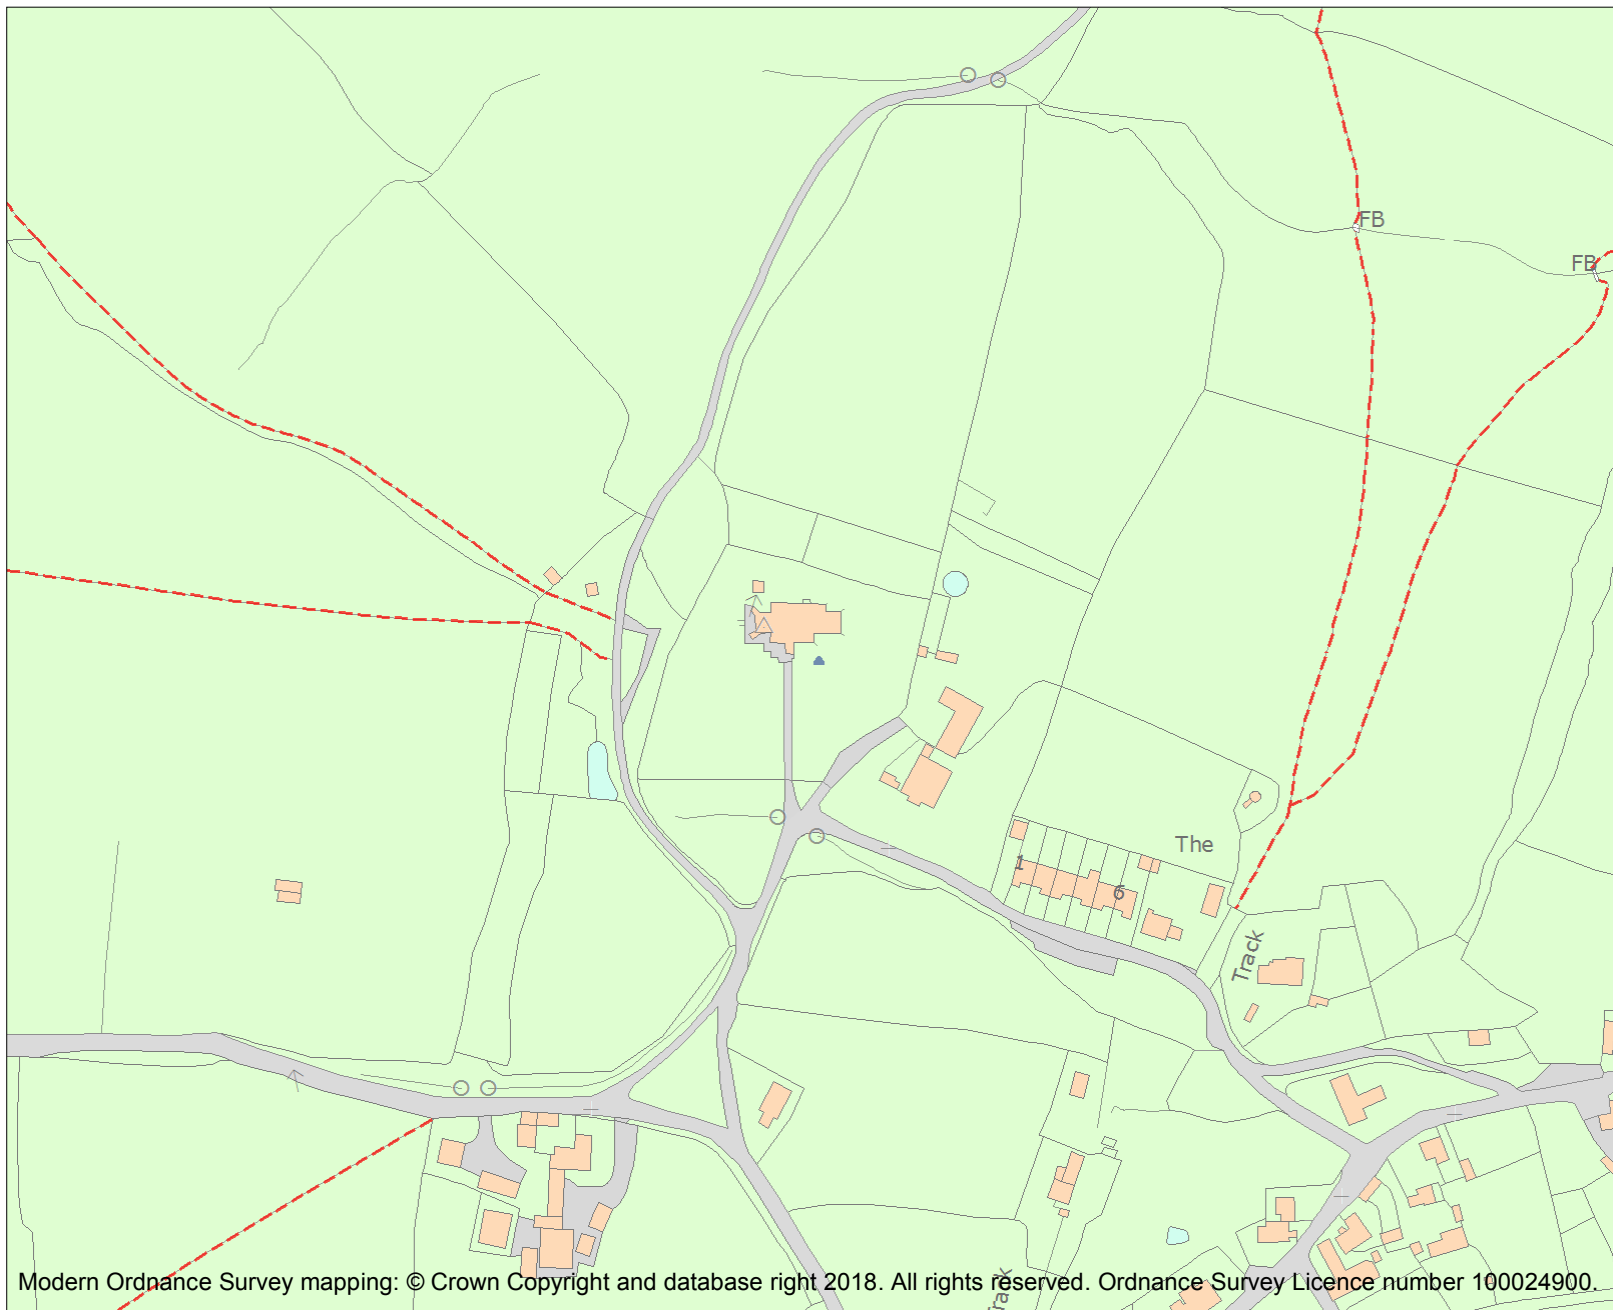 FB
FB
The
1
6
Track
Track
Modern Ordnance Survey mapping: © Crown Copyright and database right 2018. All rights reserved. Ordnance Survey Licence number 100024900.